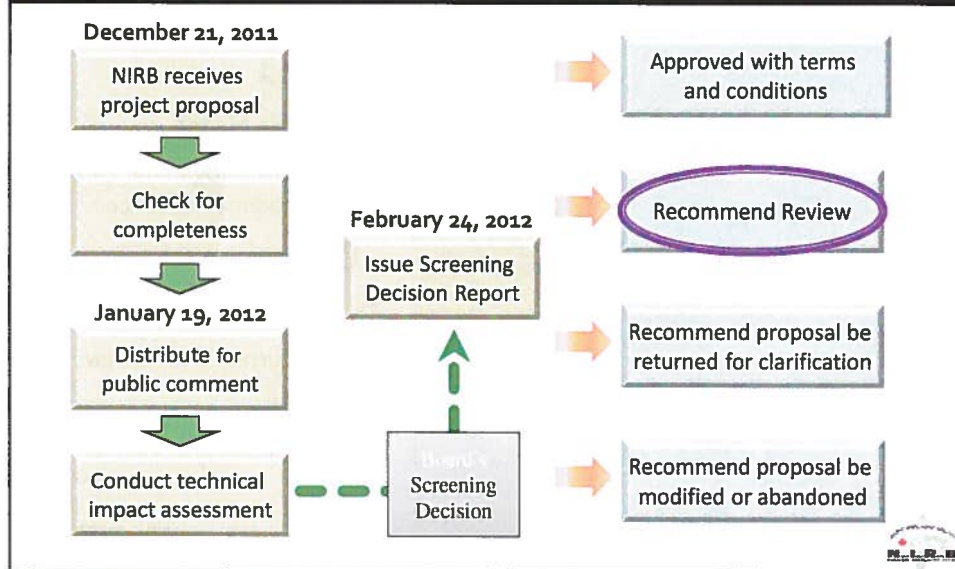 December 21, 2011
NIRB receives
project proposal
Check for
completeness
January 19, 2012
Distribute for
public comment
Conduct technical
impact assessment
Board's
Screening
Decision
February 24, 2012
Issue Screening
Decision Report
Approved with terms
and conditions
Recommend Review
Recommend proposal be
returned for clarification
Recommend proposal be
modified or abandoned
N.I.R.B